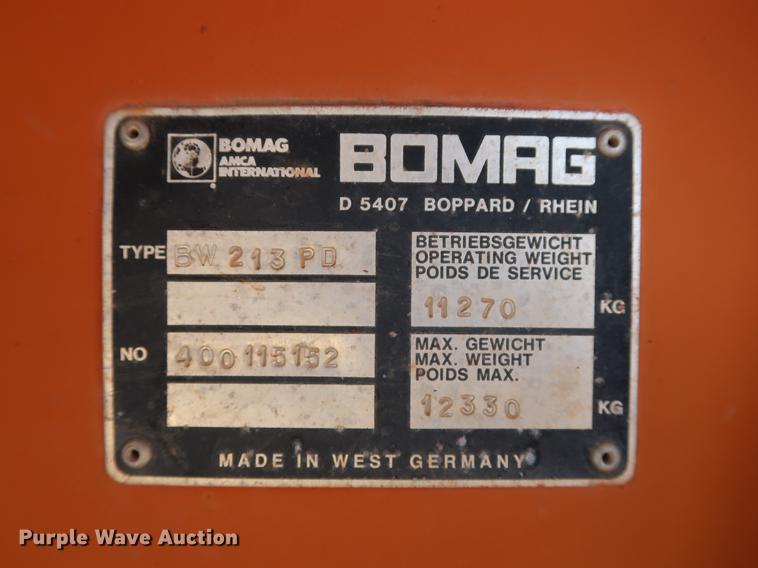 BOMAG
AMCA
INTERNATIONAL
BOMAG
D 5407 BOPPARD / RHEIN
TYPE BW 213 PD
BETRIEBSGEWICHT
OPERATING WEIGHT
POIDS DE SERVICE
11270 KG
NO 400115152
MAX. GEWICHT
MAX. WEIGHT
POIDS MAX.
12330 KG
MADE IN WEST GERMANY
Purple Wave Auction